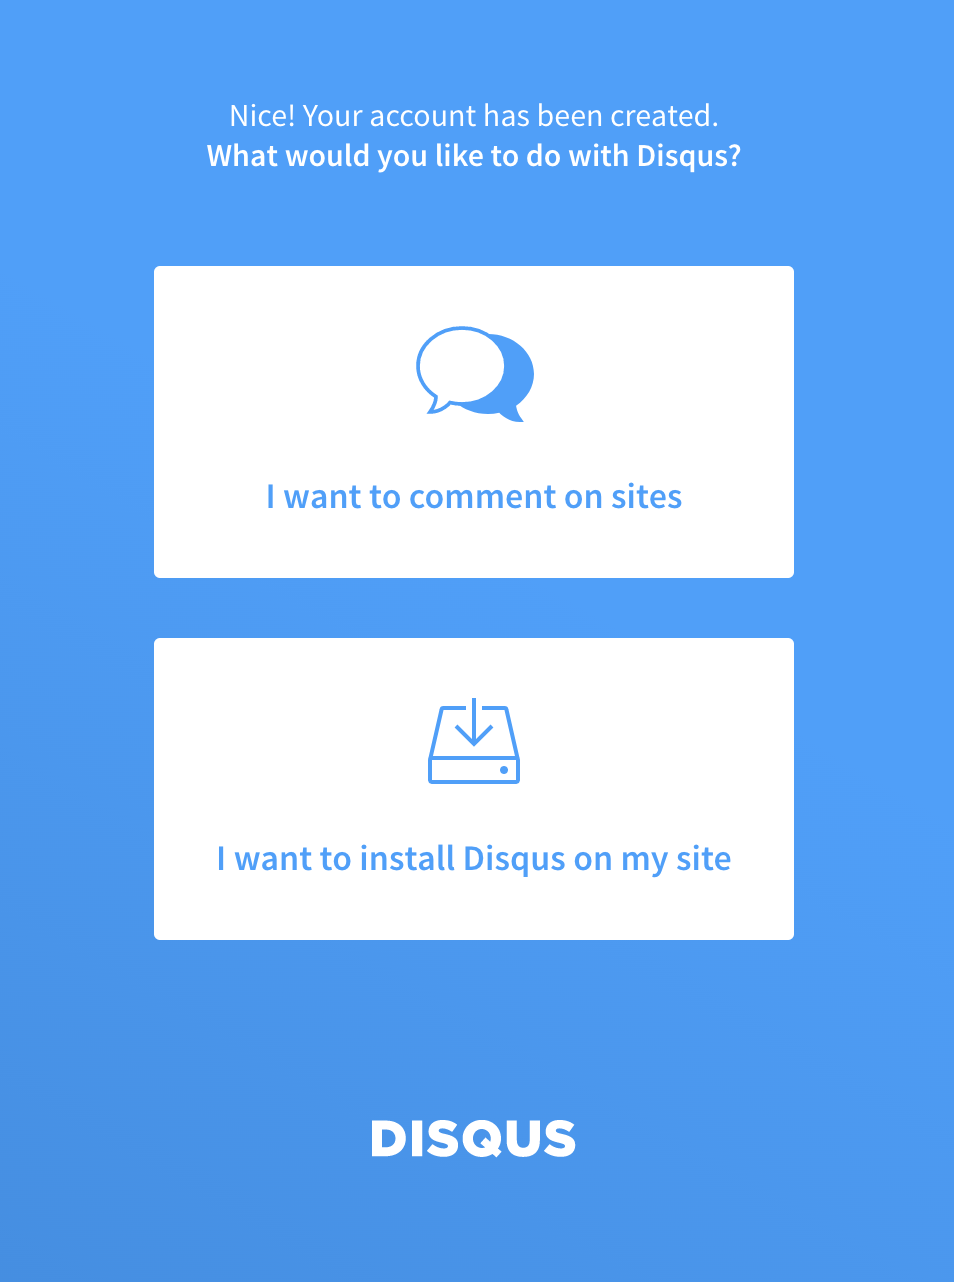 Nice! Your account has been created.
What would you like to do with Disqus?
I want to comment on sites
I want to install Disqus on my site
DISQUS